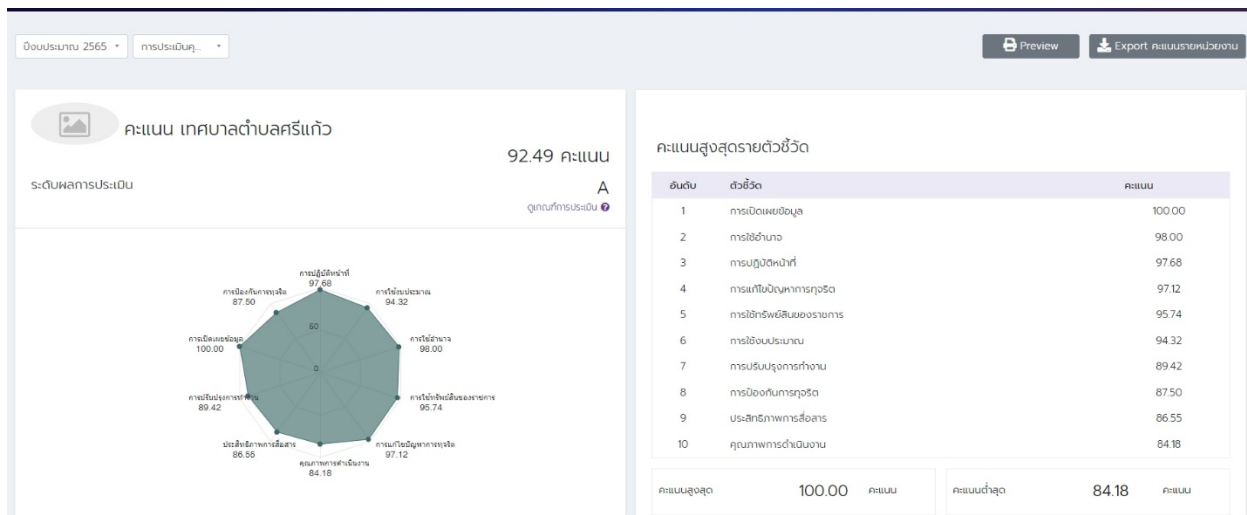 ปีงบประมาณ 2565
การประเมินคุ...
Preview
Export คะแนนรายหน่วยงาน
คะแนน เทศบาลตำบลศรีแก้ว
92.49 คะแนน
ระดับผลการประเมิน
A
ดูเกณฑ์การประเมิน
การปฏิบัติหน้าที่
97.68
การป้องกันการทุจริต
87.50
การใช้งบประมาณ
94.32
50
การเปิดเผยข้อมูล
100.00
การใช้อำนาจ
98.00
0
การปรับปรุงการทำงาน
89.42
การใช้ทรัพย์สินของราชการ
95.74
ประสิทธิภาพการสื่อสาร
86.55
การแก้ไขปัญหาการทุจริต
97.12
คุณภาพการดำเนินงาน
84.18
คะแนนสูงสุดรายตัวชี้วัด
อันดับ ตัวชี้วัด คะแนน
1 การเปิดเผยข้อมูล 100.00
2 การใช้อำนาจ 98.00
3 การปฏิบัติหน้าที่ 97.68
4 การแก้ไขปัญหาการทุจริต 97.12
5 การใช้ทรัพย์สินของราชการ 95.74
6 การใช้งบประมาณ 94.32
7 การปรับปรุงการทำงาน 89.42
8 การป้องกันการทุจริต 87.50
9 ประสิทธิภาพการสื่อสาร 86.55
10 คุณภาพการดำเนินงาน 84.18
คะแนนสูงสุด 100.00 คะแนน
คะแนนต่ำสุด 84.18 คะแนน